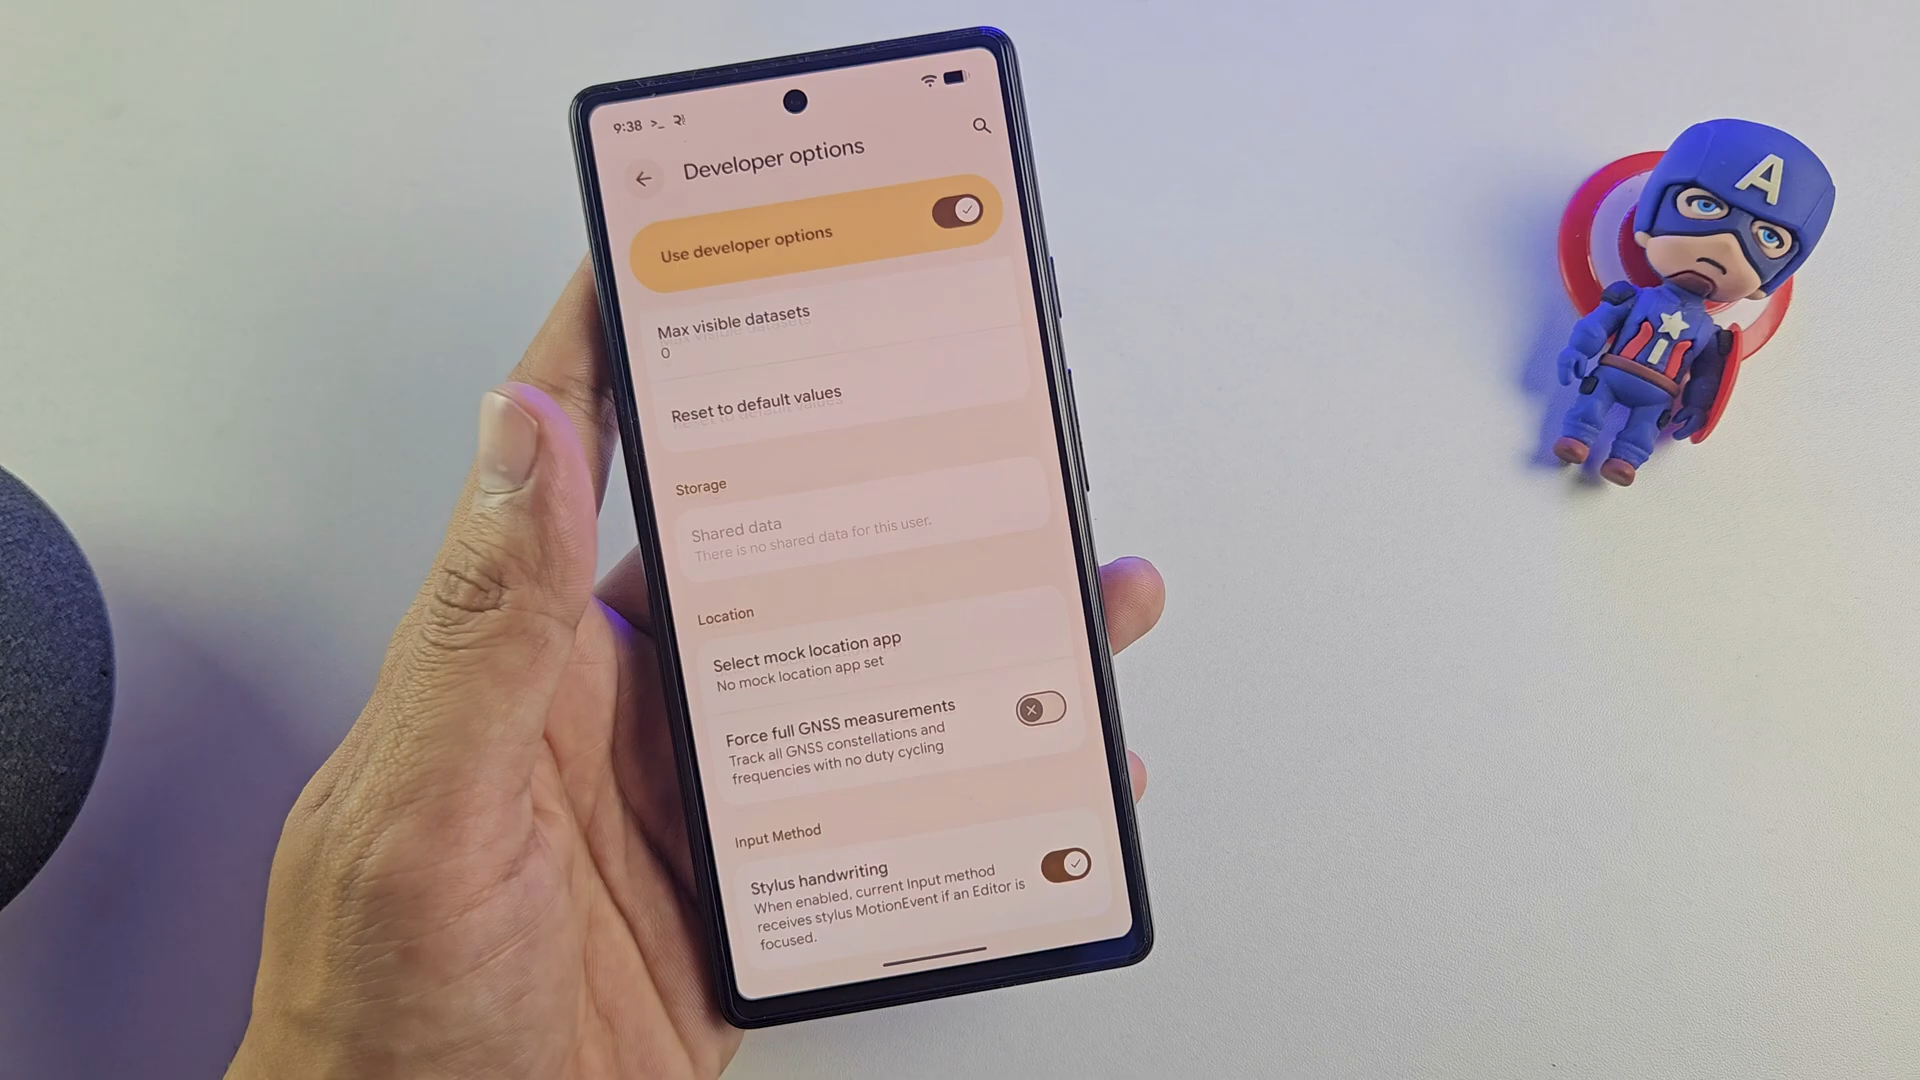 9:38 >_
Developer options
Use developer options
Max visible datasets
0
Reset to default values
Storage
Shared data
There is no shared data for this user.
Location
Select mock location app
No mock location app set
Force full GNSS measurements
Track all GNSS constellations and
frequencies with no duty cycling
Input Method
Stylus handwriting
When enabled, current Input method
receives stylus MotionEvent if an Editor is
focused.
A